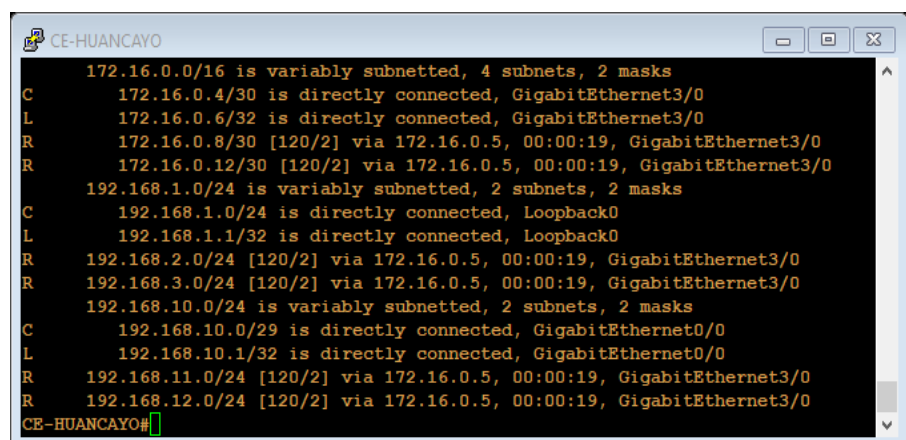 CE-HUANCAYO
172.16.0.0/16 is variably subnetted, 4 subnets, 2 masks
C 172.16.0.4/30 is directly connected, GigabitEthernet3/0
L 172.16.0.6/32 is directly connected, GigabitEthernet3/0
R 172.16.0.8/30 [120/2] via 172.16.0.5, 00:00:19, GigabitEthernet3/0
R 172.16.0.12/30 [120/2] via 172.16.0.5, 00:00:19, GigabitEthernet3/0
192.168.1.0/24 is variably subnetted, 2 subnets, 2 masks
C 192.168.1.0/24 is directly connected, Loopback0
L 192.168.1.1/32 is directly connected, Loopback0
R 192.168.2.0/24 [120/2] via 172.16.0.5, 00:00:19, GigabitEthernet3/0
R 192.168.3.0/24 [120/2] via 172.16.0.5, 00:00:19, GigabitEthernet3/0
192.168.10.0/24 is variably subnetted, 2 subnets, 2 masks
C 192.168.10.0/29 is directly connected, GigabitEthernet0/0
L 192.168.10.1/32 is directly connected, GigabitEthernet0/0
R 192.168.11.0/24 [120/2] via 172.16.0.5, 00:00:19, GigabitEthernet3/0
R 192.168.12.0/24 [120/2] via 172.16.0.5, 00:00:19, GigabitEthernet3/0
CE-HUANCAYO#